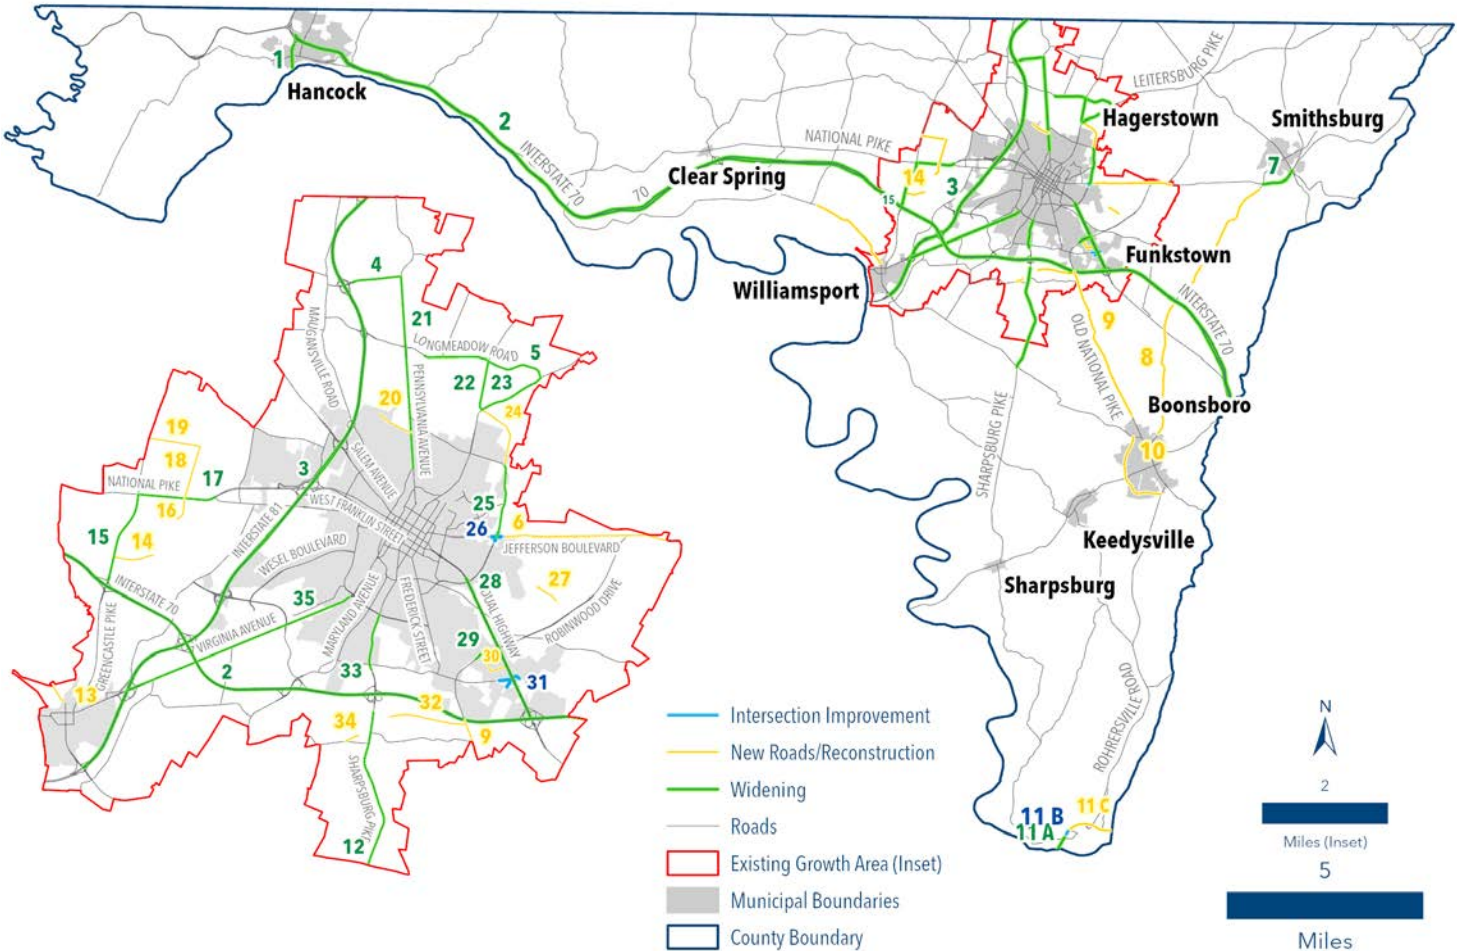 1
Hancock
2
INTERSTATE 70
70
Clear Spring
NATIONAL PIKE
14
15
3
LEITERSBURG PIKE
Hagerstown
Smithsburg
7
Funkstown
Williamsport
INTERSTATE 70
9
OLD NATIONAL PIKE
8
Boonsboro
10
SHARPSBURG PIKE
Keedysville
Sharpsburg
ROHRERSVILLE ROAD
11 C
11 B
11 A
4
21
MAUGANSVILLE ROAD
LONGMEADOW ROAD
5
22
23
PENNSYLVANIA AVENUE
20
24
19
18
17
3
SALEM AVENUE
NATIONAL PIKE
16
WEST FRANKLIN STREET
25
26
6
JEFFERSON BOULEVARD
15
14
INTERSTATE 81
WESEL BOULEVARD
28
27
INTERSTATE 70
35
MARYLAND AVENUE
FREDERICK STREET
DUAL HIGHWAY
ROBINWOOD DRIVE
GREENCASTLE PIKE
VIRGINIA AVENUE
29
30
2
33
31
13
32
34
9
SHARPSBURG PIKE
12
Intersection Improvement
New Roads/Reconstruction
Widening
Roads
Existing Growth Area (Inset)
Municipal Boundaries
County Boundary
N
2
Miles (Inset)
5
Miles